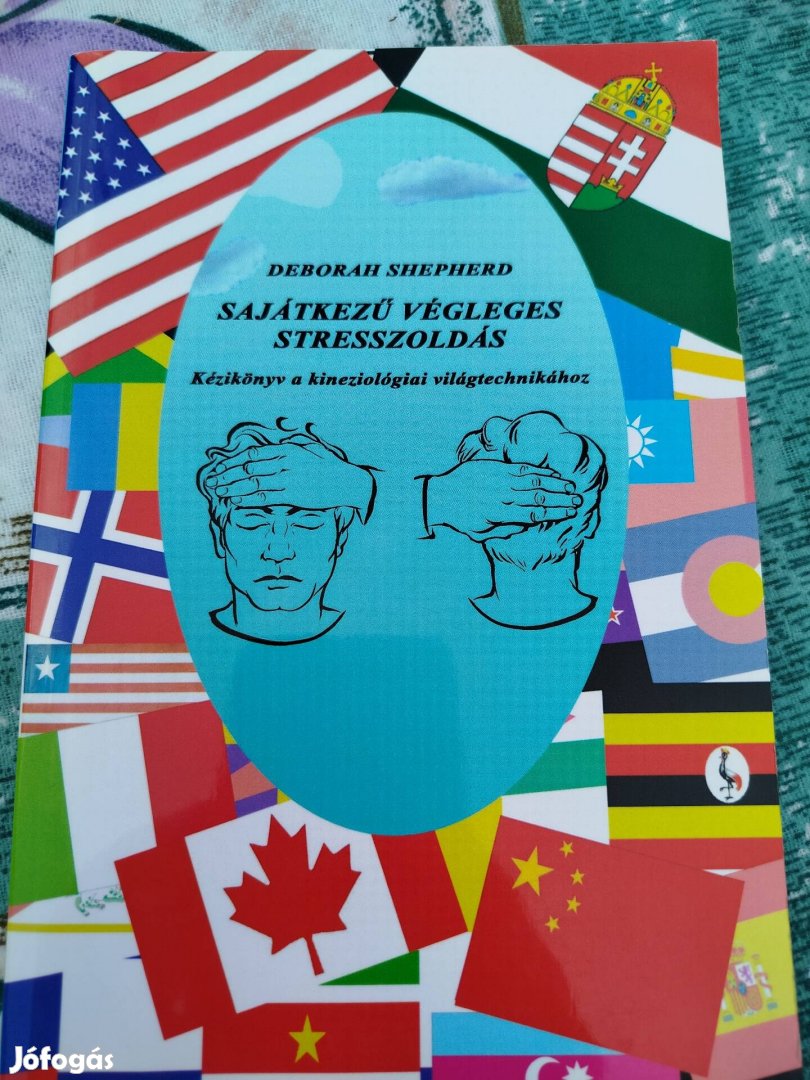 DEBORAH SHEPHERD
SAJÁTKEZŰ VÉGLEGES
STRESSZOLDÁS
Kézikönyv a kineziológiai világtechnikához
Jófogás